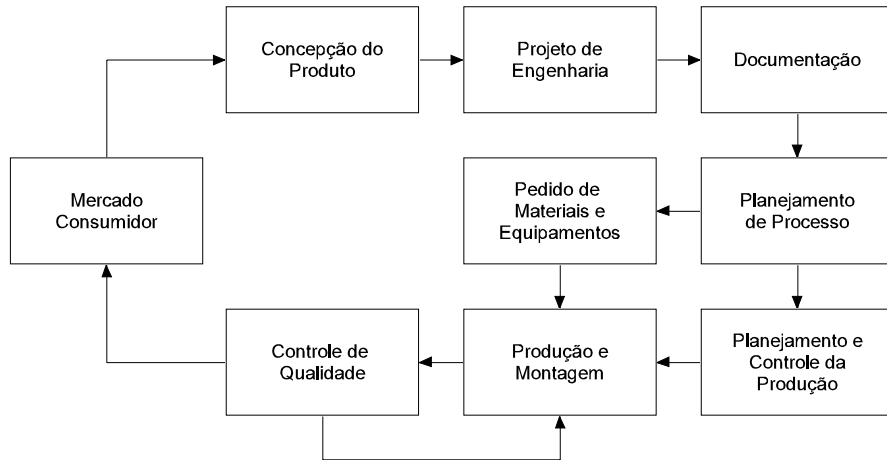 Concepção do
Produto
Projeto de
Engenharia
Documentação
Mercado
Consumidor
Pedido de
Materiais e
Equipamentos
Planejamento
de Processo
Controle de
Qualidade
Produção e
Montagem
Planejamento e
Controle da
Produção